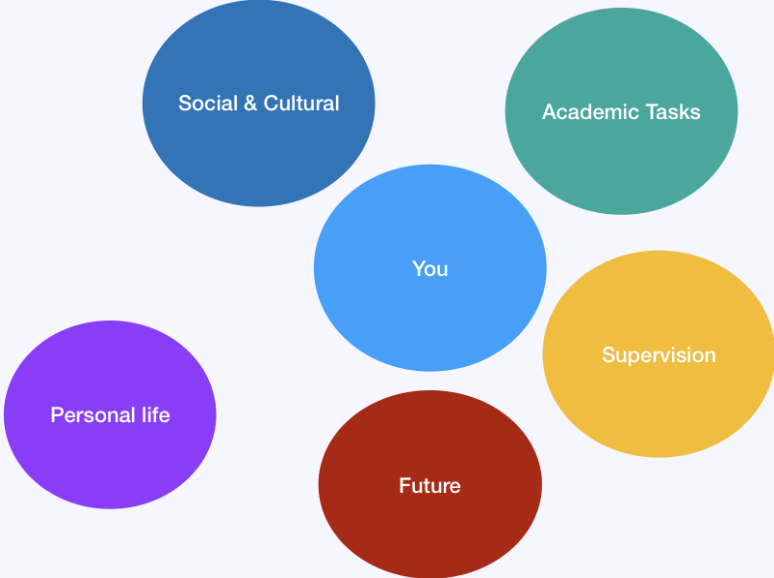 Social & Cultural
Academic Tasks
You
Supervision
Personal life
Future